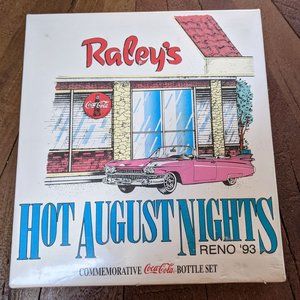 Raley's
Coca-Cola
HOT AUGUST NIGHTS
RENO '93
COMMEMORATIVE Coca-Cola BOTTLE SET